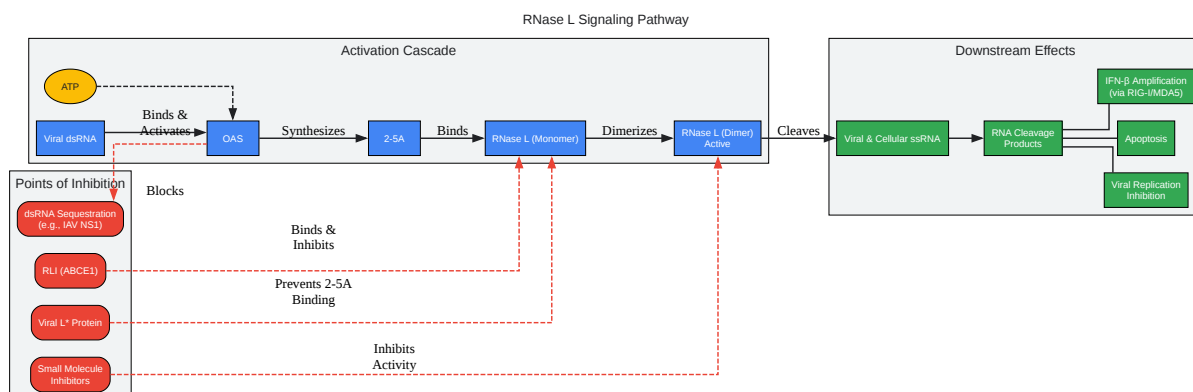 RNase L Signaling Pathway
Activation Cascade
Downstream Effects
ATP
IFN-β Amplification
(via RIG-I/MDA5)
Binds &
Activates
Viral dsRNA
OAS
Synthesizes
2-5A
Binds
RNase L (Monomer)
Dimerizes
RNase L (Dimer)
Active
Cleaves
Viral & Cellular ssRNA
RNA Cleavage
Products
Apoptosis
Viral Replication
Inhibition
Points of Inhibition
Blocks
dsRNA Sequestration
(e.g., IAV NS1)
Binds &
Inhibits
RLI (ABCE1)
Prevents 2-5A
Binding
Viral L* Protein
Inhibits
Activity
Small Molecule
Inhibitors